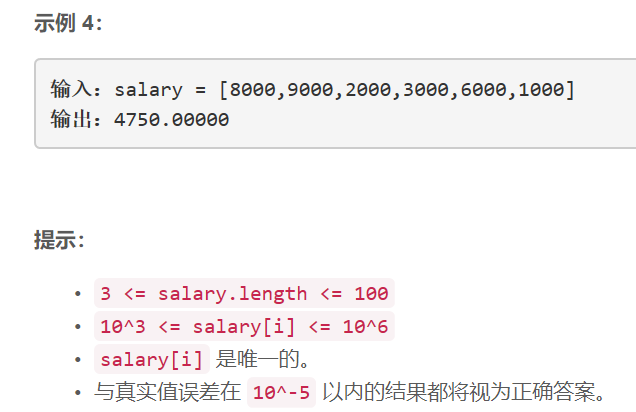 示例 4：
输入：salary = [8000,9000,2000,3000,6000,1000]
输出：4750.00000
提示：
• 3 <= salary.length <= 100
• 10^3 <= salary[i] <= 10^6
• salary[i] 是唯一的。
• 与真实值误差在 10^-5 以内的结果都将视为正确答案。